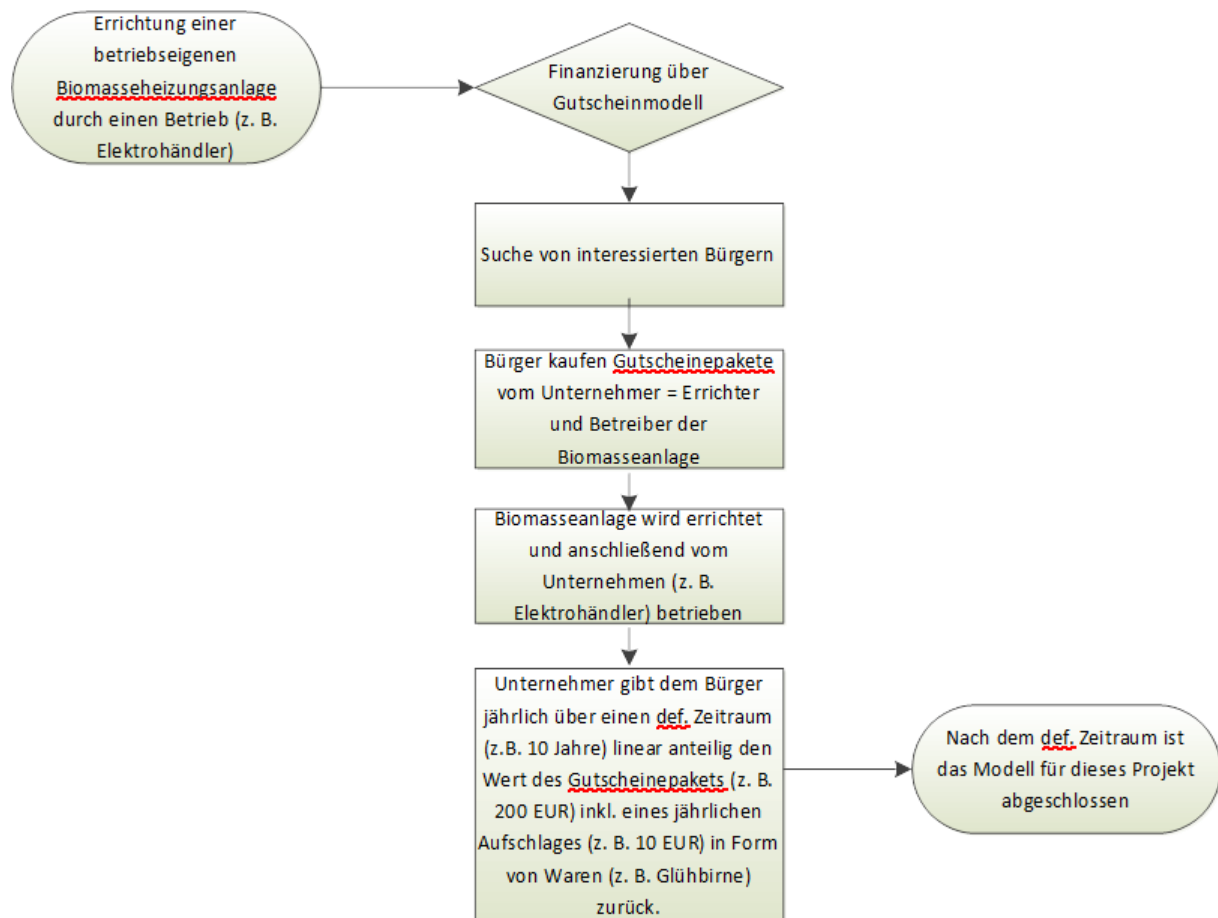 Errichtung einer
betriebseigenen
Biomasseheizungsanlage
durch einen Betrieb (z. B.
Elektrohändler)
Finanzierung über
Gutscheinmodell
Suche von interessierten Bürgern
Bürger kaufen Gutscheinepakete
vom Unternehmer = Errichter
und Betreiber der
Biomasseanlage
Biomasseanlage wird errichtet
und anschließend vom
Unternehmen (z. B.
Elektrohändler) betrieben
Unternehmer gibt dem Bürger
jährlich über einen def. Zeitraum
(z.B. 10 Jahre) linear anteilig den
Wert des Gutscheinepakets (z. B.
200 EUR) inkl. eines jährlichen
Aufschlages (z. B. 10 EUR) in Form
von Waren (z. B. Glühbirne)
zurück.
Nach dem def. Zeitraum ist
das Modell für dieses Projekt
abgeschlossen